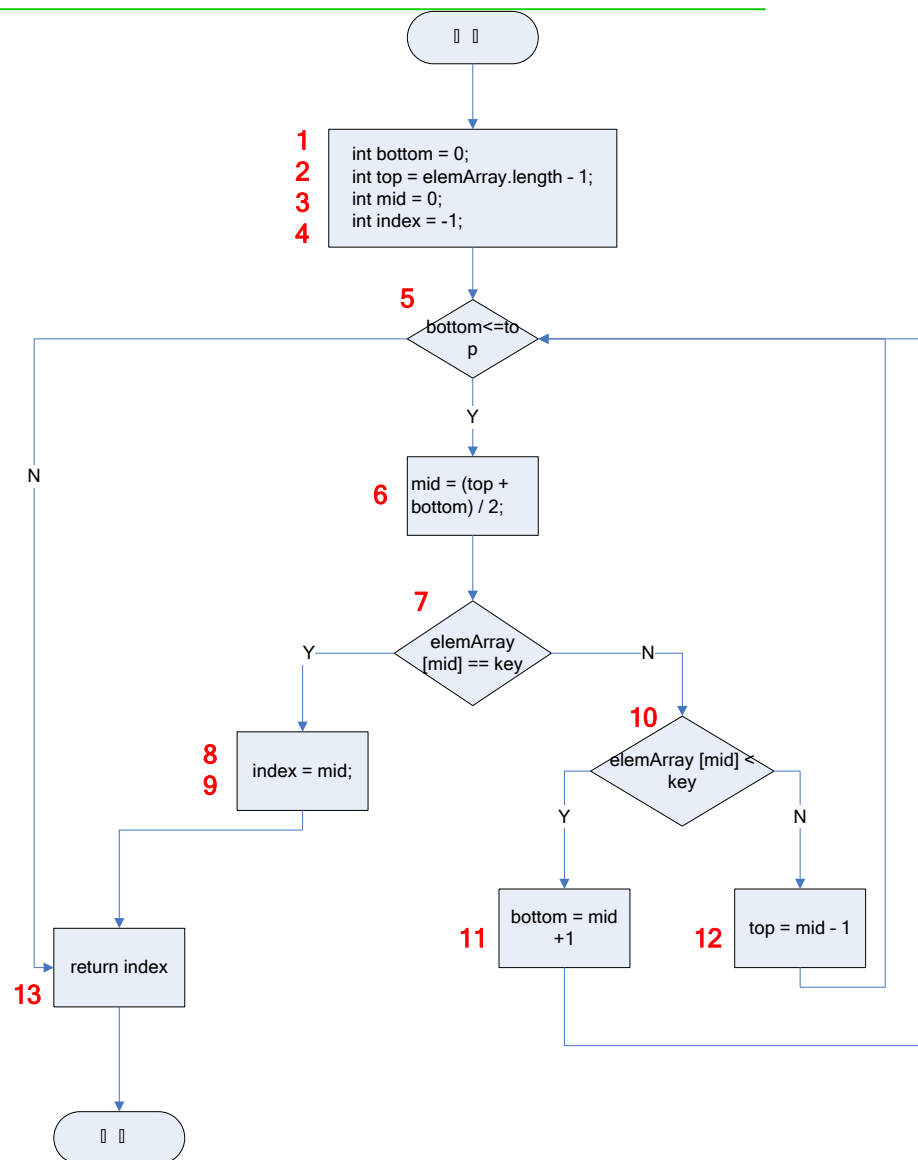 1
int bottom = 0;
2
int top = elemArray.length - 1;
3
int mid = 0;
4
int index = -1;
5
bottom<=to
p
Y
N
6
mid = (top +
bottom) / 2;
7
elemArray
[mid] == key
Y
N
8
9
index = mid;
10
elemArray [mid] <
key
Y
N
11
bottom = mid
+1
12
top = mid - 1
13
return index